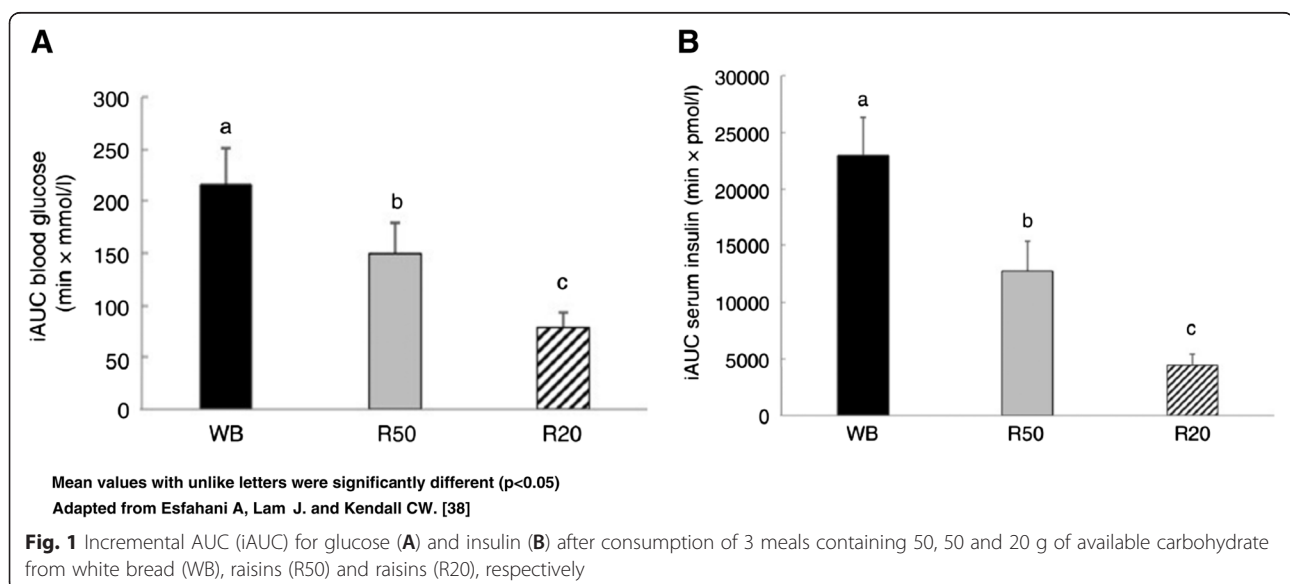 A
300
250
200
150
100
50
0
iAUC blood glucose
(min × mmol/l)
a
b
c
WB R50 R20
B
30000
25000
20000
15000
10000
5000
0
iAUC serum insulin (min × pmol/l)
a
b
c
WB R50 R20
Mean values with unlike letters were significantly different (p<0.05)
Adapted from Esfahani A, Lam J. and Kendall CW. [38]
Fig. 1 Incremental AUC (iAUC) for glucose (A) and insulin (B) after consumption of 3 meals containing 50, 50 and 20 g of available carbohydrate
from white bread (WB), raisins (R50) and raisins (R20), respectively